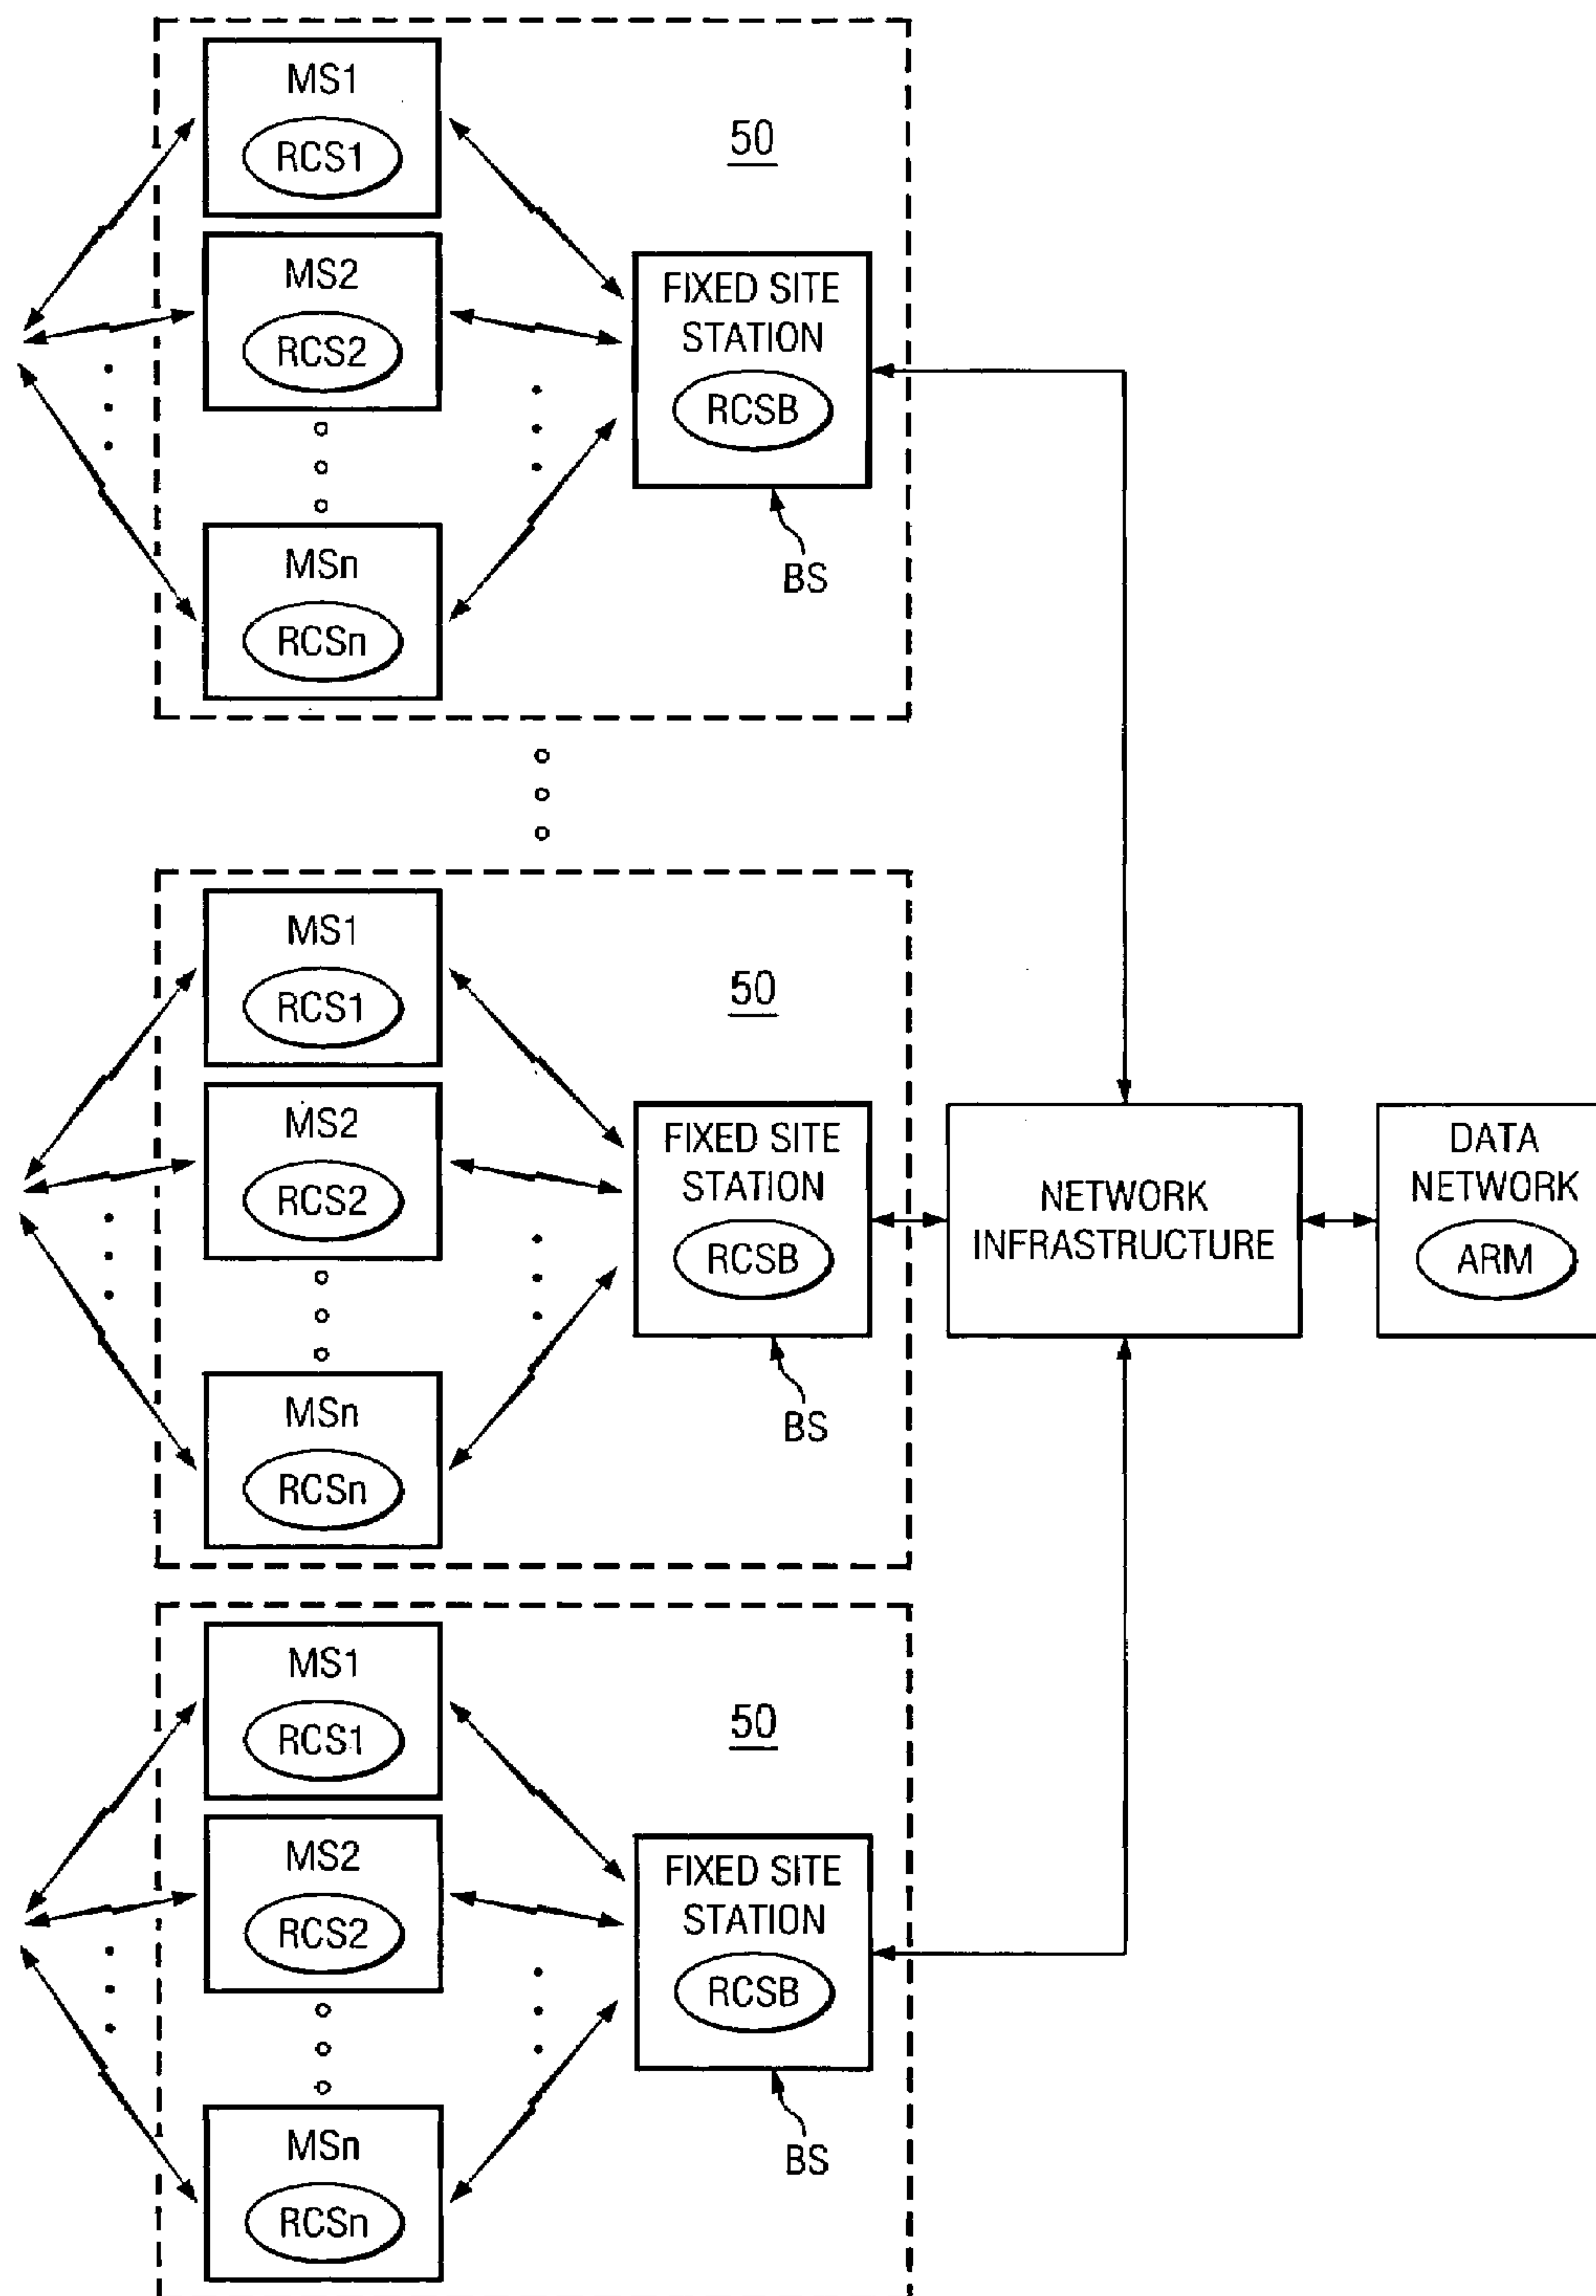 MS1
RCS1
50
MS2
RCS2
FIXED SITE
STATION
RCSB
MSn
RCSn
BS
MS1
RCS1
50
MS2
RCS2
FIXED SITE
STATION
RCSB
MSn
RCSn
BS
NETWORK
INFRASTRUCTURE
DATA
NETWORK
ARM
MS1
RCS1
50
MS2
RCS2
FIXED SITE
STATION
RCSB
MSn
RCSn
BS